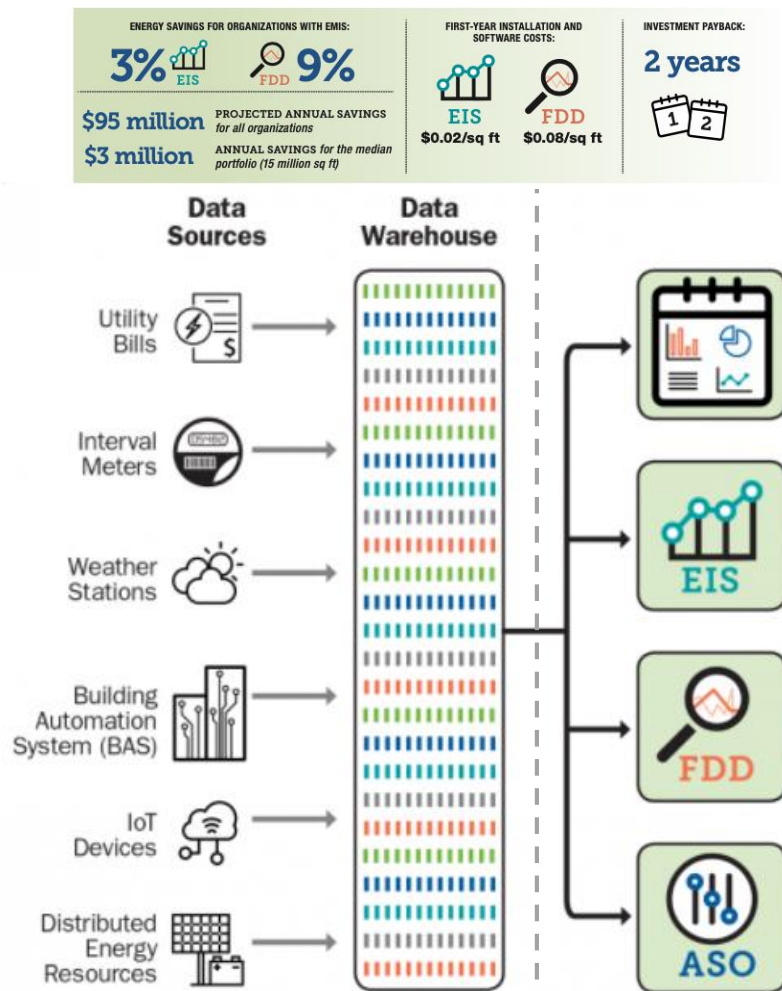 ENERGY SAVINGS FOR ORGANIZATIONS WITH EMIS:
3% EIS FDD 9%
$95 million PROJECTED ANNUAL SAVINGS
for all organizations
$3 million ANNUAL SAVINGS for the median
portfolio (15 million sq ft)
FIRST-YEAR INSTALLATION AND
SOFTWARE COSTS:
EIS FDD
$0.02/sq ft $0.08/sq ft
INVESTMENT PAYBACK:
2 years
1 2
Data
Sources
Data
Warehouse
Utility
Bills
$
Interval
Meters
Weather
Stations
Building
Automation
System (BAS)
IoT
Devices
Distributed
Energy
Resources
EIS
FDD
ASO